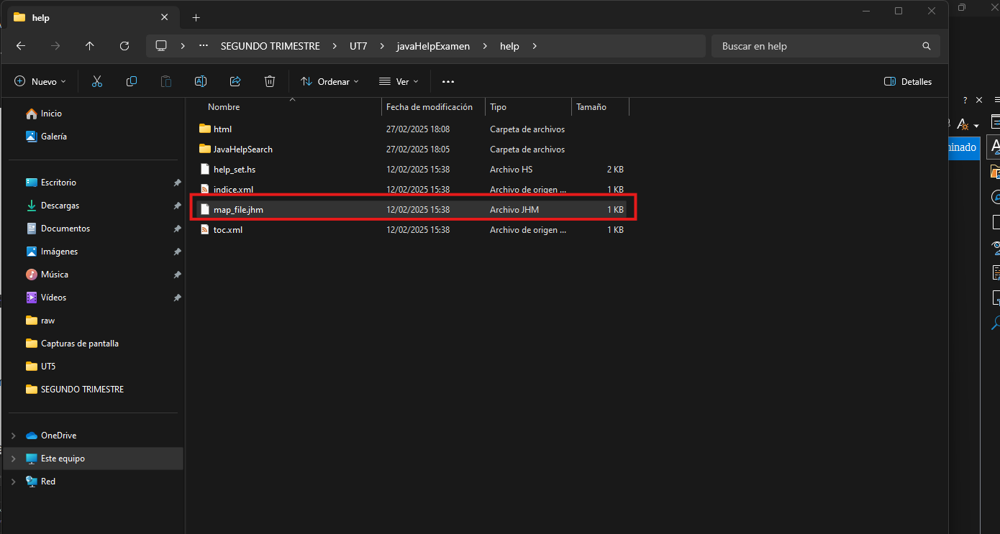 help
SEGUNDO TRIMESTRE
UT7
javaHelpExamen
help
Buscar en help
Nuevo
Ordenar
Ver
Detalles
Nombre
Fecha de modificación
Tipo
Tamaño
html 27/02/2025 18:08 Carpeta de archivos
JavaHelpSearch 27/02/2025 18:05 Carpeta de archivos
help_set.hs 12/02/2025 15:38 Archivo HS 2 KB
indice.xml 12/02/2025 15:38 Archivo de origen ... 1 KB
map_file.jhm 12/02/2025 15:38 Archivo JHM 1 KB
toc.xml 12/02/2025 15:38 Archivo de origen ... 1 KB
Inicio
Galería
Escritorio
Descargas
Documentos
Imágenes
Música
Vídeos
raw
Capturas de pantalla
UT5
SEGUNDO TRIMESTRE
OneDrive
Este equipo
Red
?
minado